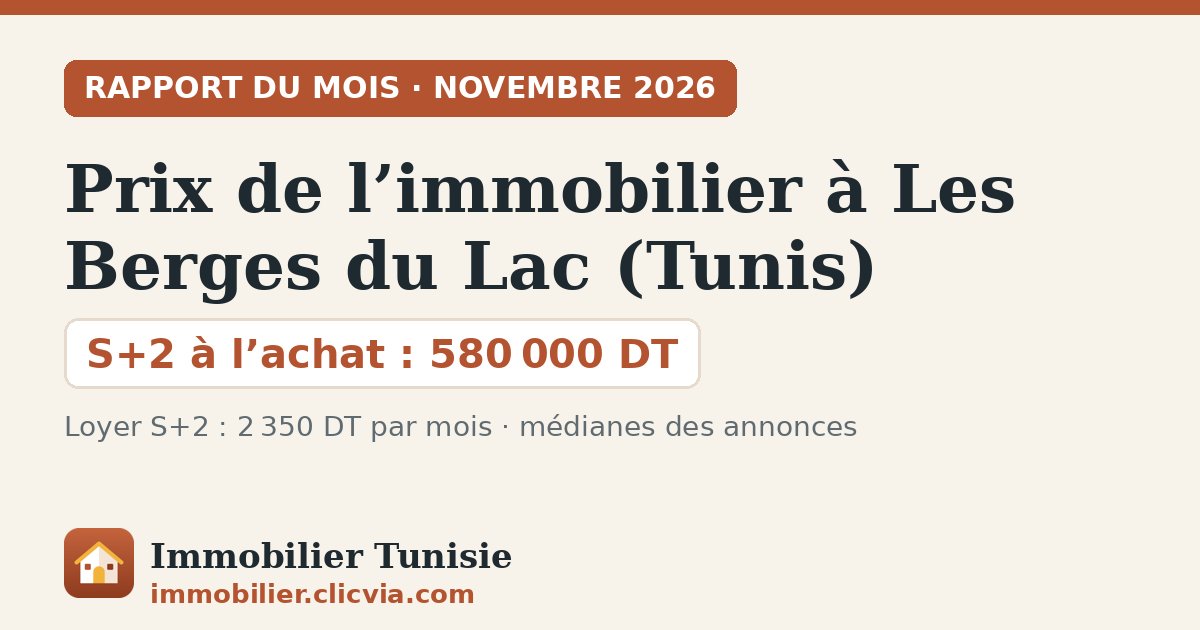 RAPPORT DU MOIS · NOVEMBRE 2026
Prix de l’immobilier à Les
Berges du Lac (Tunis)
S+2 à l’achat : 580 000 DT
Loyer S+2 : 2 350 DT par mois · médianes des annonces
Immobilier Tunisie
immobilier.clicvia.com